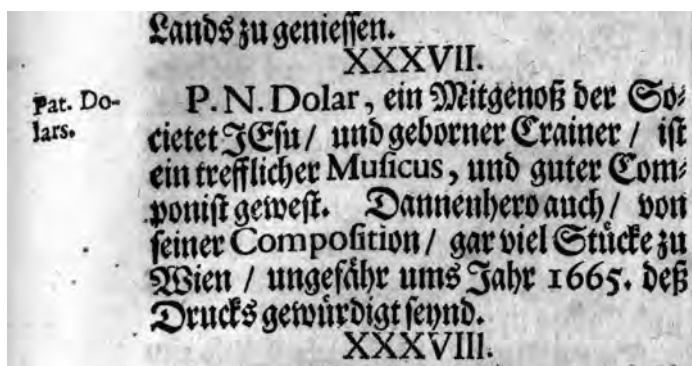 Lands zu geniessen.
XXXVII.
Pat. Do-
lars.
P. N. Dolar, ein Mitgenoß der So⸗
cietet JEsu / und geborner Crainer / ist
ein trefflicher Musicus, und guter Com⸗
ponist gewest. Dannenhero auch / von
seiner Composition / gar viel Stücke zu
Wien / ungefähr ums Jahr 1665. deß
Drucks gewürdigt seynd.
XXXVIII.